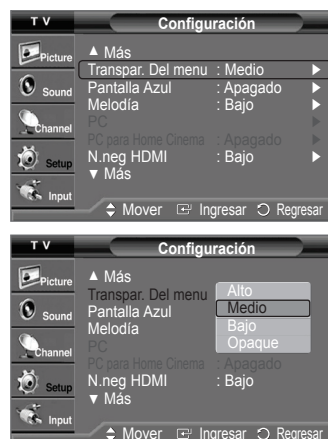 T V
Configuración
Picture
Sound
Channel
Setup
Input
▲ Más
Transpar. Del menu : Medio ▶
Pantalla Azul : Apagado ▶
Melodía : Bajo ▶
PC ▶
PC para Home Cinema : Apagado ▶
N.neg HDMI : Bajo ▶
▼ Más
Mover Ingresar Regresar
T V
Configuración
Picture
Sound
Channel
Setup
Input
▲ Más
Transpar. Del menu
Pantalla Azul
Melodía
PC
PC para Home Cinema : Apagado
N.neg HDMI : Bajo
▼ Más
Alto
Medio
Bajo
Opaque
Mover Ingresar Regresar